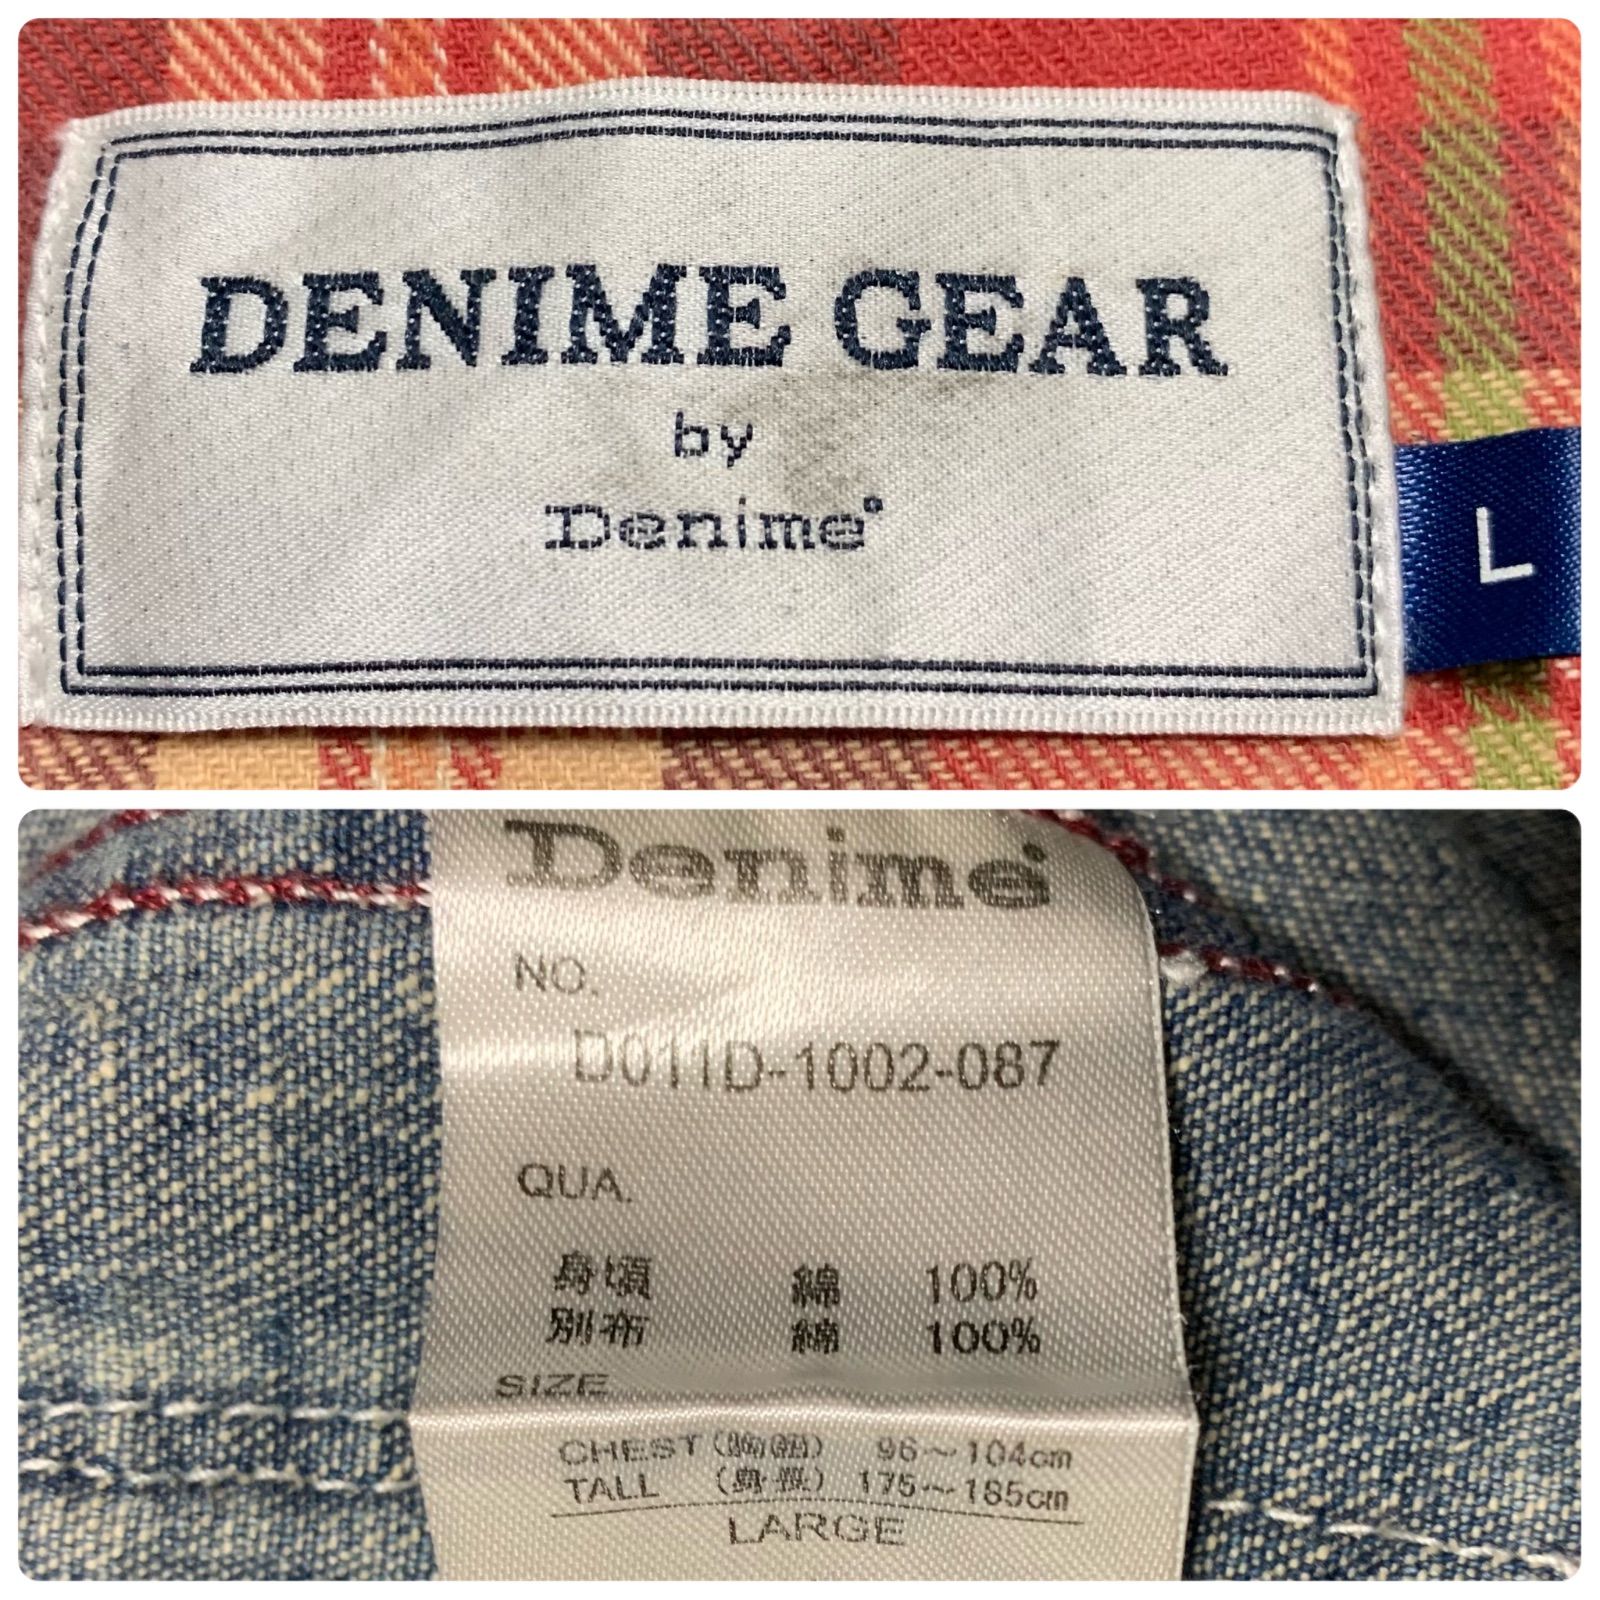 DENIME GEAR
by
Denime
L
Denime
NO.
D011D-1002-087
QUA.
身頃 綿 100%
別布 綿 100%
SIZE
CHEST (胸囲) 96～104cm
TALL (身長) 175～185cm
LARGE